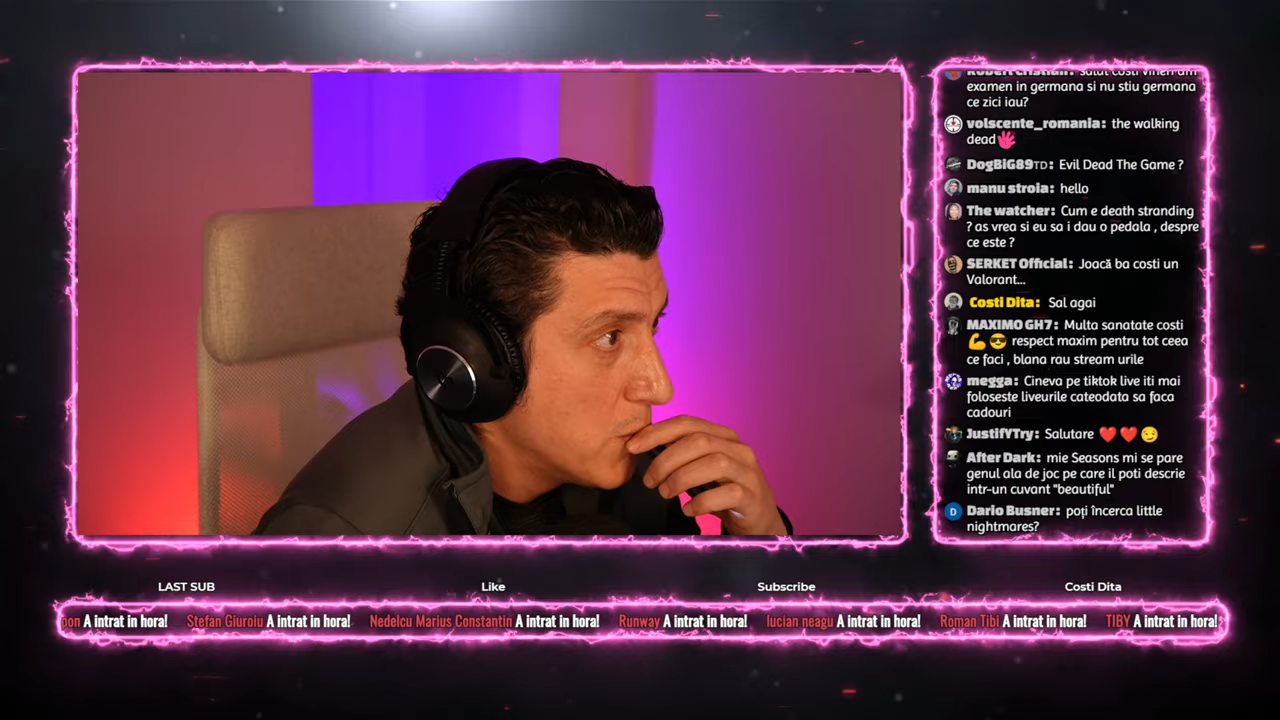 Robert Cristian: salut costi vineri am
examen in germana si nu stiu germana
ce zici iau?
volscente_romania: the walking
dead
DogBiG89TD: Evil Dead The Game ?
manu stroia: hello
The watcher: Cum e death stranding
? as vrea si eu sa i dau o pedala , despre
ce este ?
SERKET Official: Joacă ba costi un
Valorant...
Costi Dita: Sal agai
MAXIMO GH7: Multa sanatate costi
💪😎 respect maxim pentru tot ceea
ce faci , blana rau stream urile
megga: Cineva pe tiktok live iti mai
foloseste liveurile cateodata sa faca
cadouri
JustifYTry: Salutare ❤️❤️😏
After Dark: mie Seasons mi se pare
genul ala de joc pe care il poti descrie
intr-un cuvant "beautiful"
D
Dario Busner: poți încerca little
nightmares?
LAST SUB Like Subscribe Costi Dita
A intrat in hora! Stefan Giuroiu A intrat in hora! Nedelcu Marius Constantin A intrat in hora! Runway A intrat in hora! lucian neagu A intrat in hora! Roman Tibi A intrat in hora! TIBY A intrat in hora!